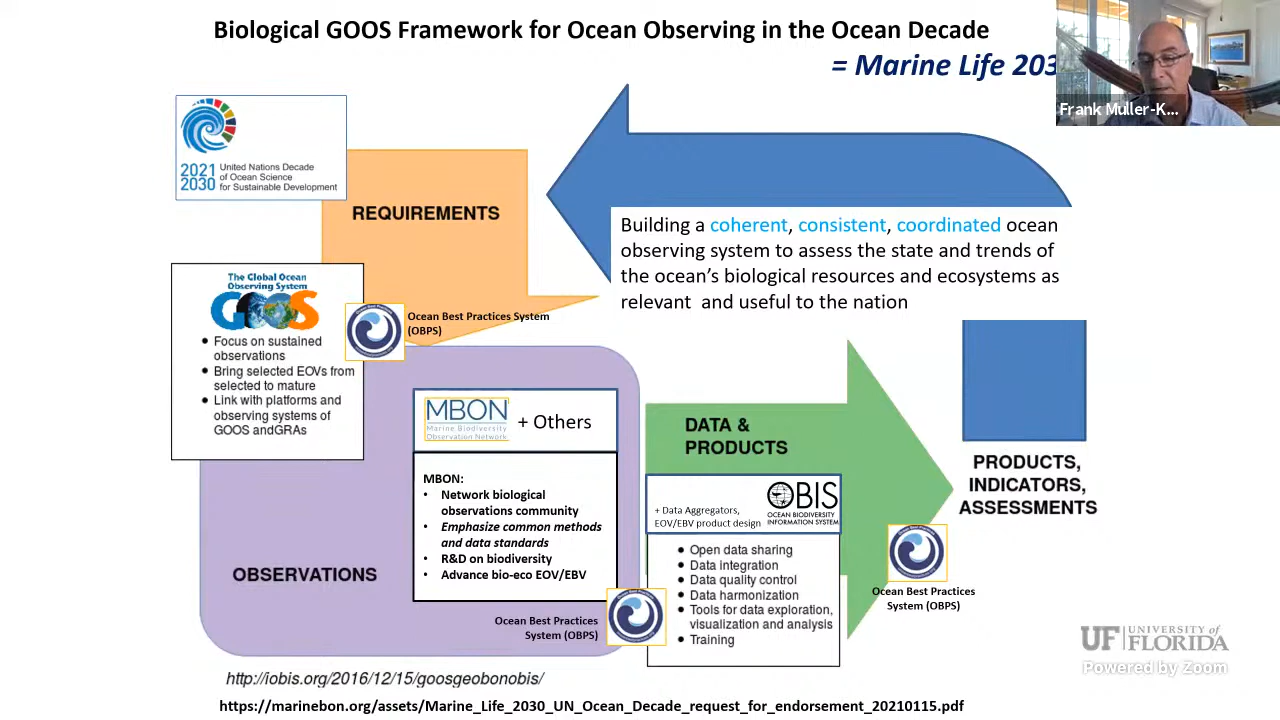 Biological GOOS Framework for Ocean Observing in the Ocean Decade
= Marine Life 203
Frank Muller-K...
2021
2030
United Nations Decade
of Ocean Science
for Sustainable Development
REQUIREMENTS
Building a coherent, consistent, coordinated ocean
observing system to assess the state and trends of
the ocean's biological resources and ecosystems as
relevant and useful to the nation
The Global Ocean
Observing System
GOOS
• Focus on sustained
observations
• Bring selected EOVs from
selected to mature
• Link with platforms and
observing systems of
GOOS andGRAs
Ocean Best Practices System
(OBPS)
MBON
Marine Biodiversity
Observation Network
+ Others
MBON:
• Network biological
observations community
• Emphasize common methods
and data standards
• R&D on biodiversity
• Advance bio-eco EOV/EBV
OBSERVATIONS
Ocean Best Practices
System (OBPS)
DATA &
PRODUCTS
+ Data Aggregators,
EOV/EBV product design
OBIS
OCEAN BIODIVERSITY
INFORMATION SYSTEM
• Open data sharing
• Data integration
• Data quality control
• Data harmonization
• Tools for data exploration,
visualization and analysis
• Training
PRODUCTS,
INDICATORS,
ASSESSMENTS
Ocean Best Practices
System (OBPS)
UF UNIVERSITY of
FLORIDA
Powered by Zoom
http://iobis.org/2016/12/15/goosgeobonobis/
https://marinebon.org/assets/Marine_Life_2030_UN_Ocean_Decade_request_for_endorsement_20210115.pdf